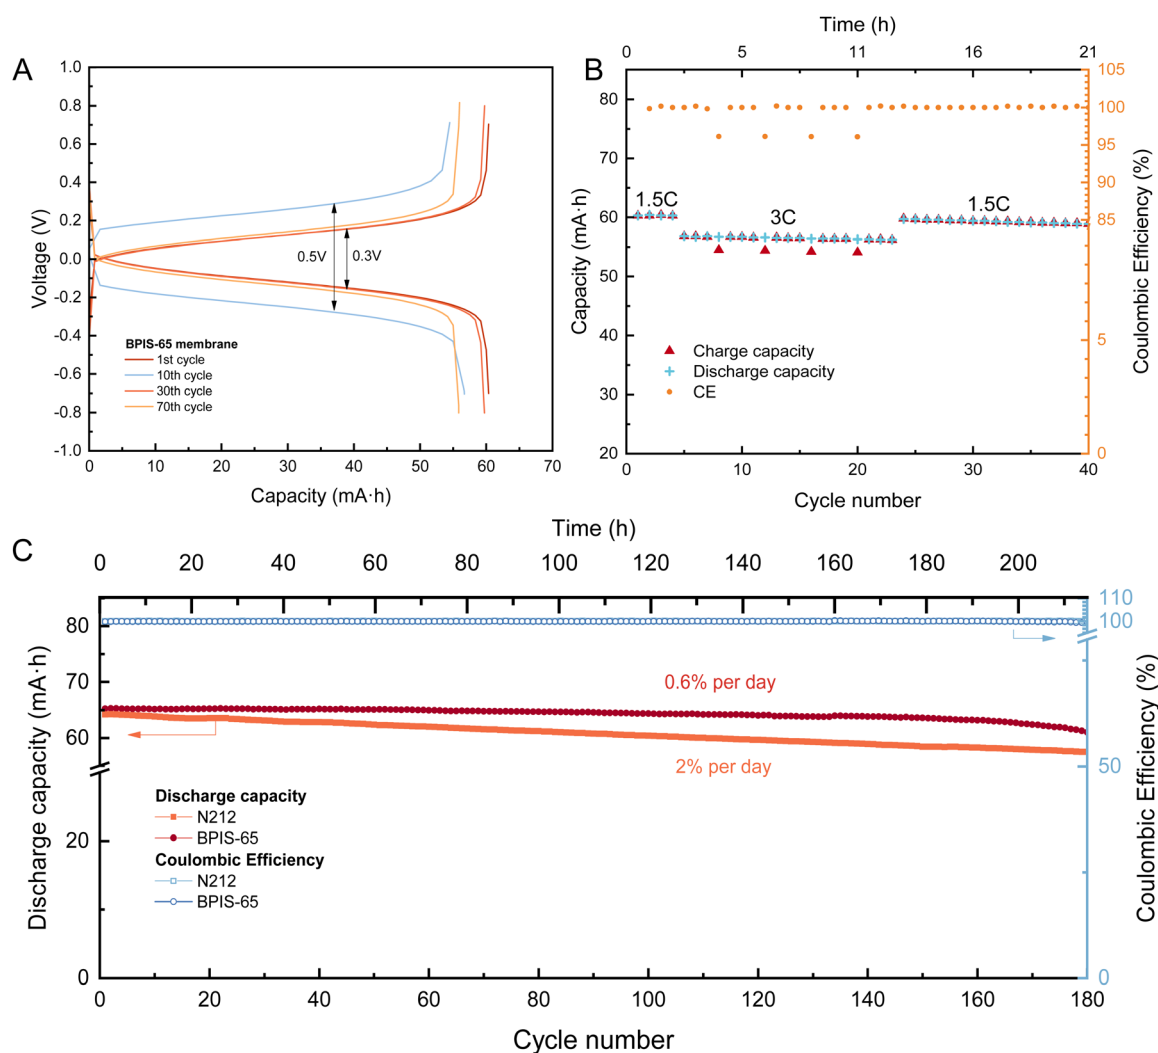 A
1.0
0.8
0.6
0.4
0.2
0.0
-0.2
-0.4
-0.6
-0.8
-1.0
Voltage (V)
0.5V
0.3V
BPIS-65 membrane
1st cycle
10th cycle
30th cycle
70th cycle
0 10 20 30 40 50 60 70
Capacity (mA·h)
B
Time (h)
0 5 11 16 21
80
70
60
50
40
30
20
Capacity (mA·h)
1.5C
3C
1.5C
Charge capacity
Discharge capacity
CE
105
100
95
90
85
5
0
Coulombic Efficiency (%)
0 10 20 30 40
Cycle number
C
Time (h)
0 20 40 60 80 100 120 140 160 180 200
80
70
60
20
0
Discharge capacity (mA·h)
0.6% per day
2% per day
Discharge capacity
N212
BPIS-65
Coulombic Efficiency
N212
BPIS-65
110
100
50
0
Coulombic Efficiency (%)
0 20 40 60 80 100 120 140 160 180
Cycle number